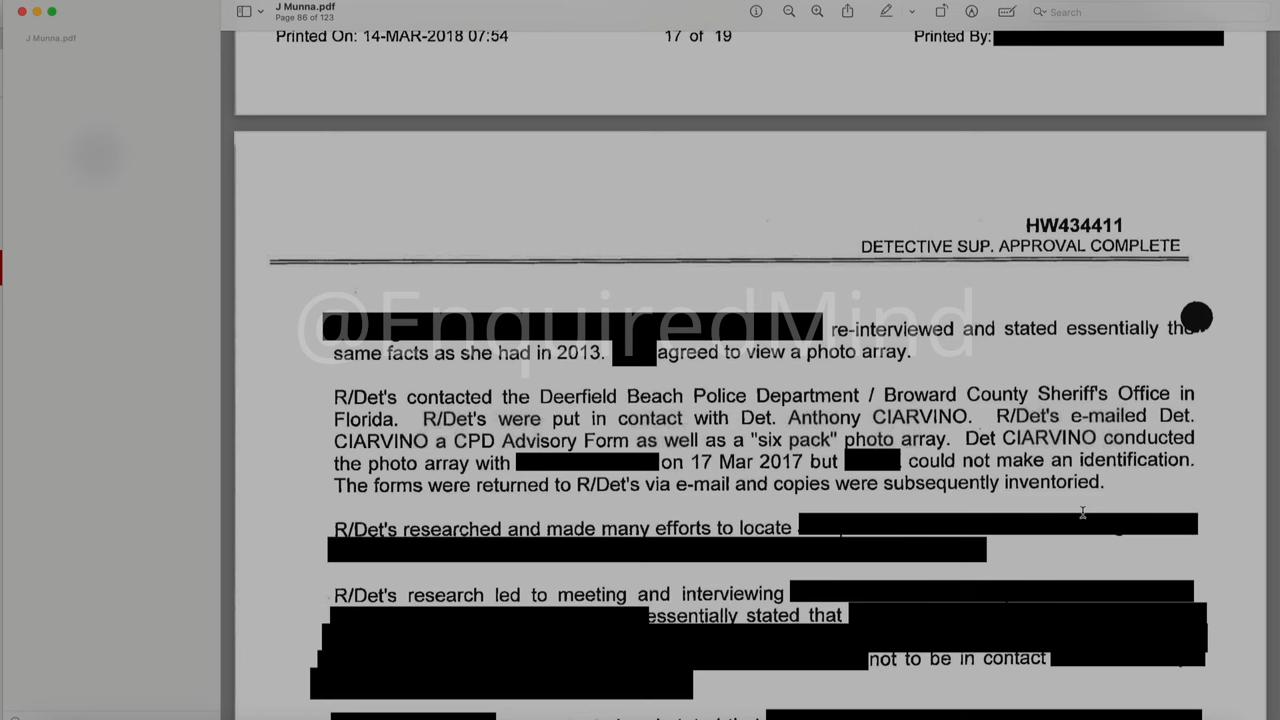 J Munna.pdf
Page 86 of 123
Search
J Munna.pdf
Printed On: 14-MAR-2018 07:54 17 of 19 Printed By:
HW434411
DETECTIVE SUP. APPROVAL COMPLETE
@EnquiredMind
re-interviewed and stated essentially the
same facts as she had in 2013. agreed to view a photo array.
R/Det's contacted the Deerfield Beach Police Department / Broward County Sheriff's Office in
Florida. R/Det's were put in contact with Det. Anthony CIARVINO. R/Det's e-mailed Det.
CIARVINO a CPD Advisory Form as well as a "six pack" photo array. Det CIARVINO conducted
the photo array with on 17 Mar 2017 but could not make an identification.
The forms were returned to R/Det's via e-mail and copies were subsequently inventoried.
R/Det's researched and made many efforts to locate
R/Det's research led to meeting and interviewing
essentially stated that
not to be in contact